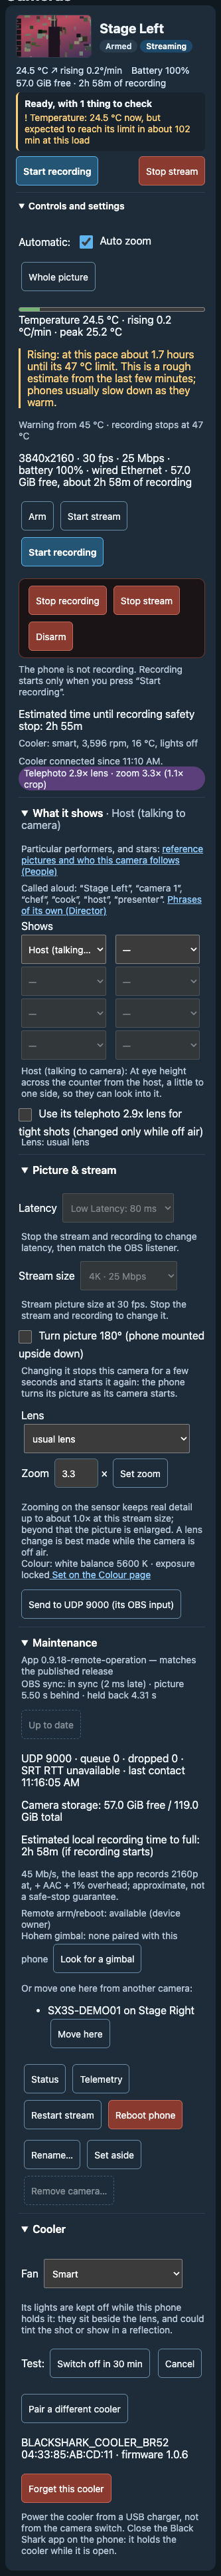 Stage Left
Armed Streaming
24.5 °C ↗ rising 0.2°/min Battery 100%
57.0 GiB free · 2h 58m of recording
Ready, with 1 thing to check
! Temperature: 24.5 °C now, but
expected to reach its limit in about 102
min at this load
Start recording Stop stream
▼ Controls and settings
Automatic: Auto zoom
Whole picture
Temperature 24.5 °C · rising 0.2
°C/min · peak 25.2 °C
Rising: at this pace about 1.7 hours
until its 47 °C limit. This is a rough
estimate from the last few minutes;
phones usually slow down as they
warm.
Warning from 45 °C · recording stops at 47
°C
3840x2160 · 30 fps · 25 Mbps ·
battery 100% · wired Ethernet · 57.0
GiB free, about 2h 58m of recording
Arm Start stream
Start recording
Stop recording Stop stream
Disarm
The phone is not recording. Recording
starts only when you press “Start
recording”.
Estimated time until recording safety
stop: 2h 55m
Cooler: smart, 3,596 rpm, 16 °C, lights off
Cooler connected since 11:10 AM.
Telephoto 2.9× lens · zoom 3.3× (1.1×
crop)
▼ What it shows · Host (talking to
camera)
Particular performers, and stars: reference
pictures and who this camera follows
(People)
Called aloud: “Stage Left”, “camera 1”,
“chef”, “cook”, “host”, “presenter”. Phrases
of its own (Director)
Shows
Host (talking... —
— —
— —
— —
Host (talking to camera): At eye height
across the counter from the host, a little to
one side, so they can look into it.
Use its telephoto 2.9x lens for
tight shots (changed only while off air)
Lens: usual lens
▼ Picture & stream
Latency Low Latency: 80 ms
Stop the stream and recording to change
latency, then match the OBS listener.
Stream size 4K · 25 Mbps
Stream picture size at 30 fps. Stop the
stream and recording to change it.
Turn picture 180° (phone mounted
upside down)
Changing it stops this camera for a few
seconds and starts it again: the phone
turns its picture as its camera starts.
Lens
usual lens
Zoom 3.3 × Set zoom
Zooming on the sensor keeps real detail
up to about 1.0× at this stream size;
beyond that the picture is enlarged. A lens
change is best made while the camera is
off air.
Colour: white balance 5600 K · exposure
locked Set on the Colour page
Send to UDP 9000 (its OBS input)
▼ Maintenance
App 0.9.18-remote-operation — matches
the published release
OBS sync: in sync (2 ms late) · picture
5.50 s behind · held back 4.31 s
Up to date
UDP 9000 · queue 0 · dropped 0 ·
SRT RTT unavailable · last contact
11:16:05 AM
Camera storage: 57.0 GiB free / 119.0
GiB total
Estimated local recording time to full:
2h 58m (if recording starts)
45 Mb/s, the least the app records 2160p
at, + AAC + 1% overhead; approximate, not
a safe-stop guarantee.
Remote arm/reboot: available (device
owner)
Hohem gimbal: none paired with this
phone Look for a gimbal
Or move one here from another camera:
• SX3S-DEMO01 on Stage Right
Move here
Status Telemetry
Restart stream Reboot phone
Rename... Set aside
Remove camera...
▼ Cooler
Fan Smart
Its lights are kept off while this phone
holds it: they sit beside the lens, and could
tint the shot or show in a reflection.
Test: Switch off in 30 min Cancel
Pair a different cooler
BLACKSHARK_COOLER_BR52
04:33:85:AB:CD:11 · firmware 1.0.6
Forget this cooler
Power the cooler from a USB charger, not
from the camera switch. Close the Black
Shark app on the phone: it holds the
cooler while it is open.